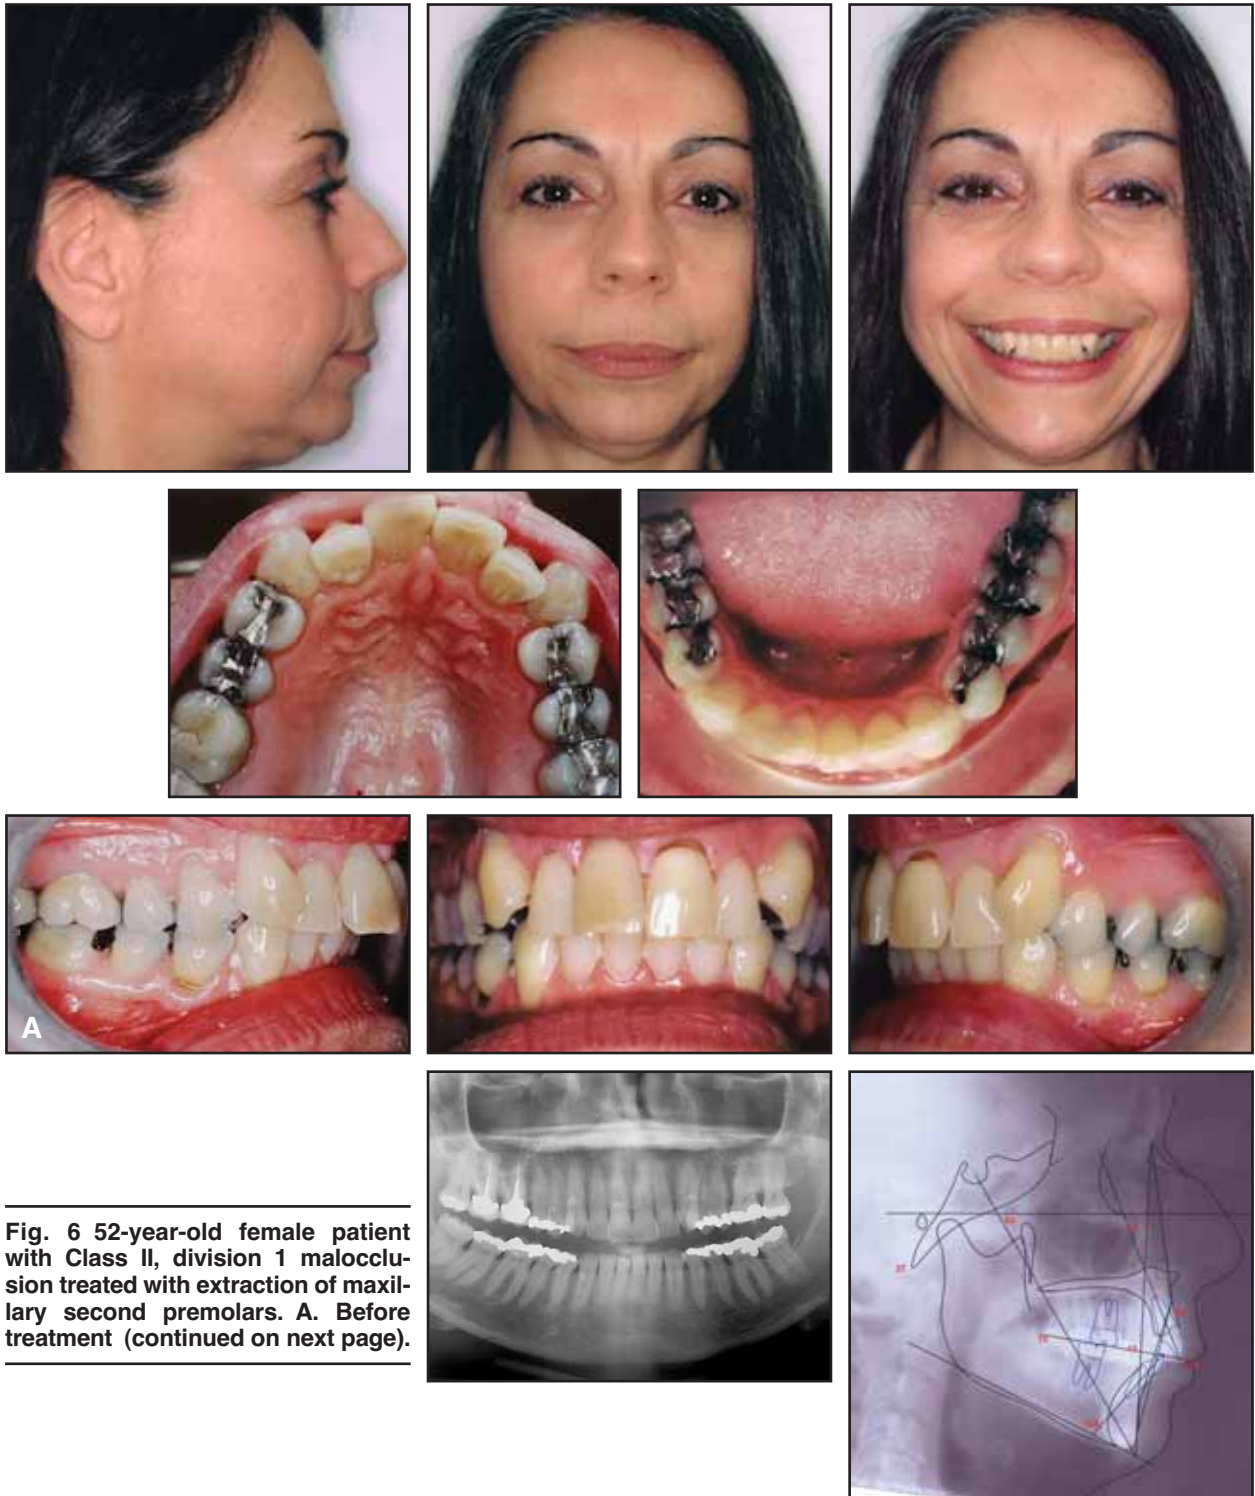 A
Fig. 6 52-year-old female patient
with Class II, division 1 malocclu-
sion treated with extraction of maxil-
lary second premolars. A. Before
treatment (continued on next page).